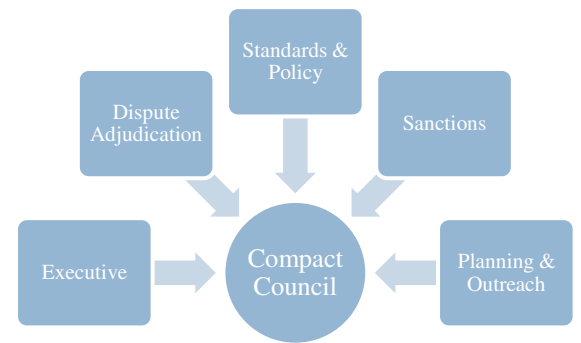 Standards &
Policy
Dispute
Adjudication
Sanctions
Executive
Compact
Council
Planning &
Outreach